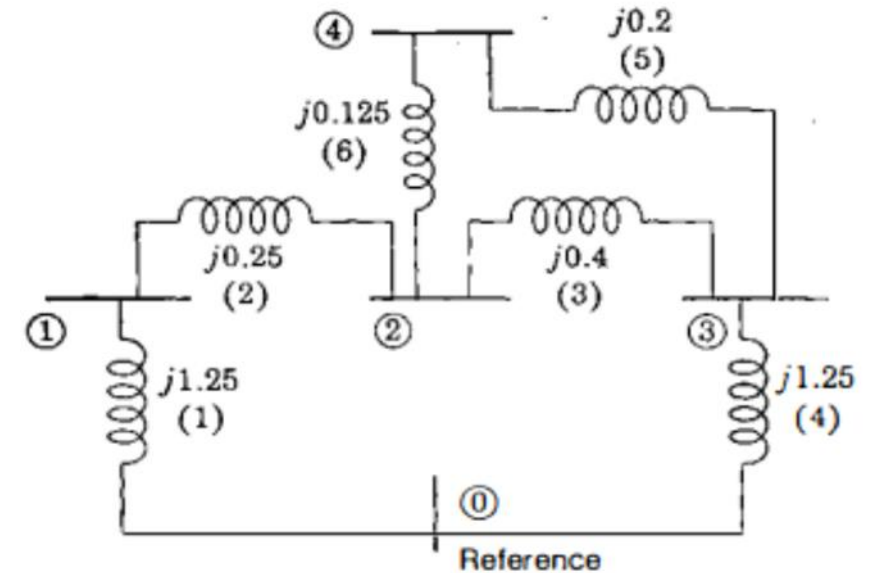 ④
j0.2
(5)
j0.125
(6)
j0.25
(2)
j0.4
(3)
①
②
③
j1.25
(1)
j1.25
(4)
⓪
Reference